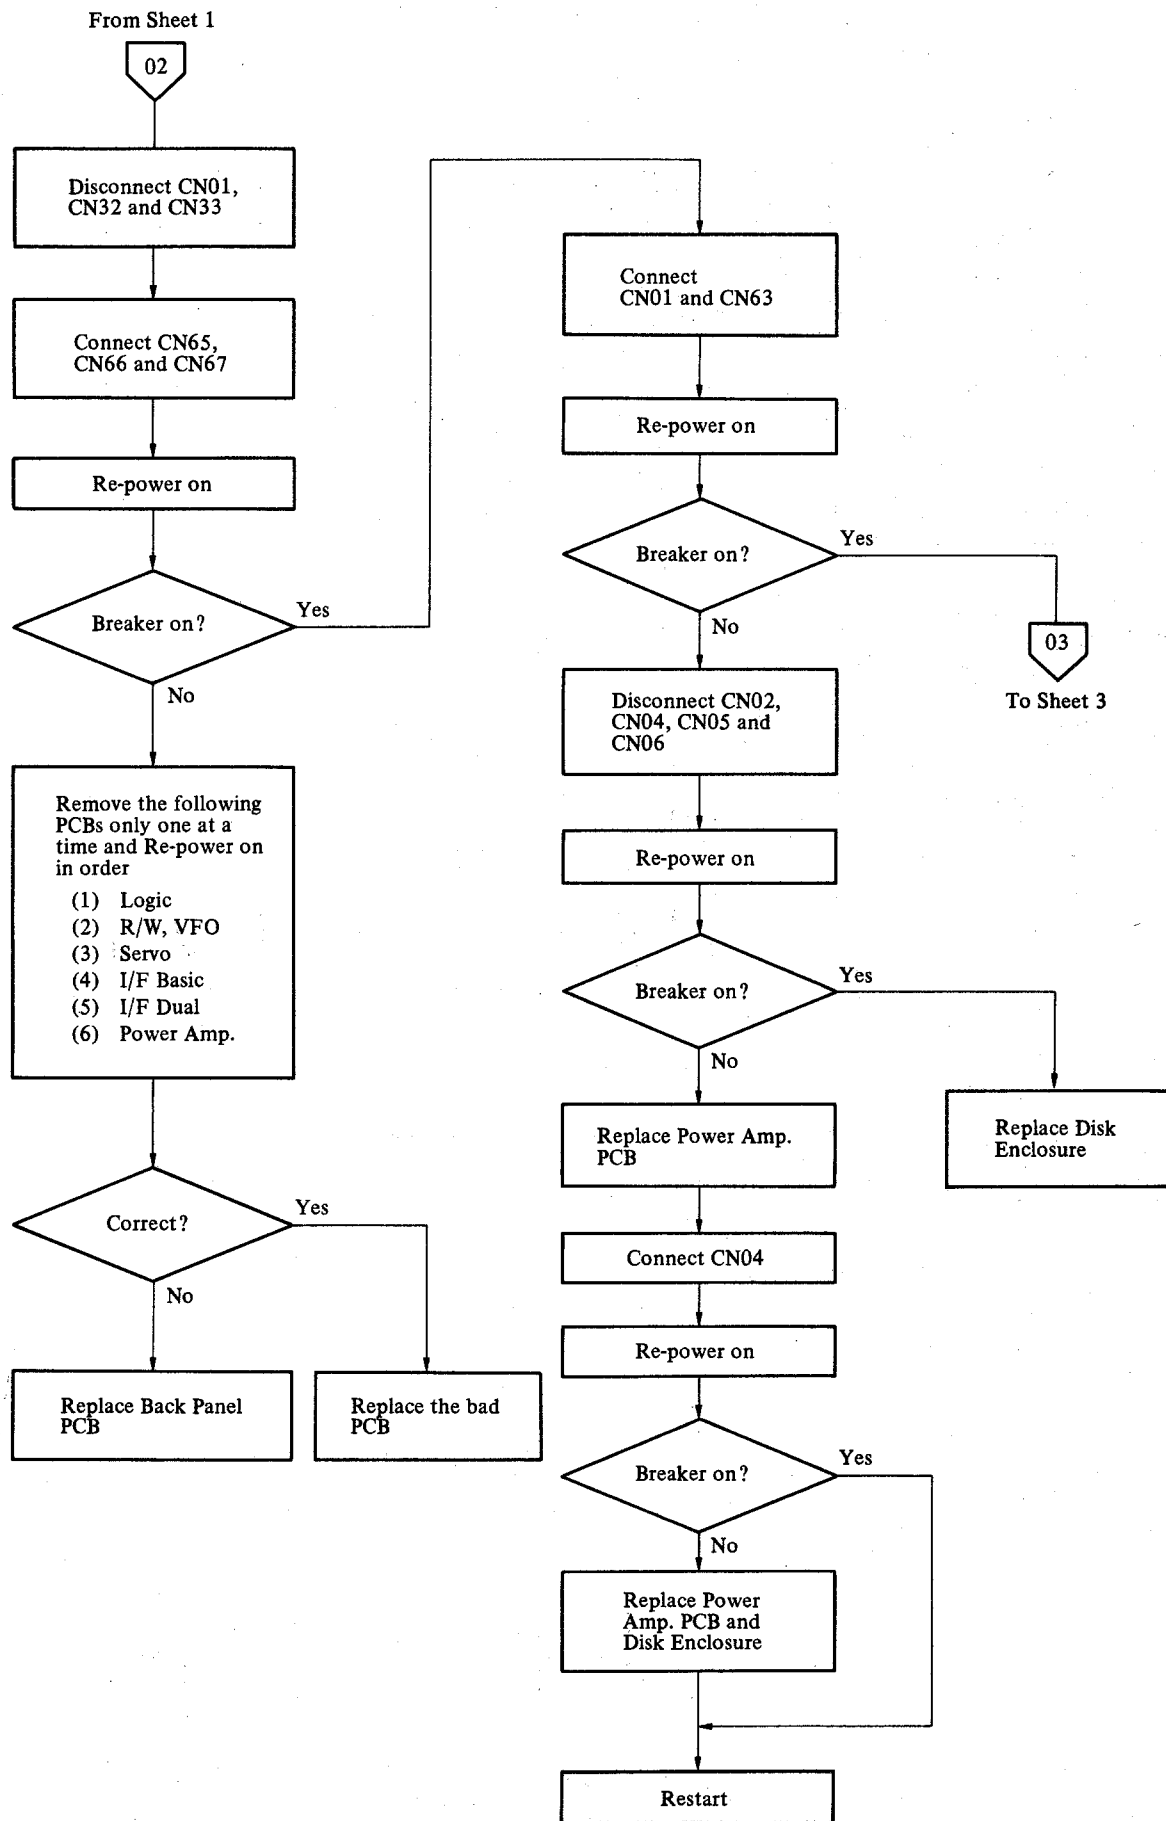 From Sheet 1
02
Disconnect CN01,
CN32 and CN33
Connect CN65,
CN66 and CN67
Re-power on
Breaker on?
Yes
No
Remove the following
PCBs only one at a
time and Re-power on
in order
(1) Logic
(2) R/W, VFO
(3) Servo
(4) I/F Basic
(5) I/F Dual
(6) Power Amp.
Correct?
Yes
No
Replace Back Panel
PCB
Replace the bad
PCB
Connect
CN01 and CN63
Re-power on
Breaker on?
Yes
No
03
To Sheet 3
Disconnect CN02,
CN04, CN05 and
CN06
Re-power on
Breaker on?
Yes
No
Replace Disk
Enclosure
Replace Power Amp.
PCB
Connect CN04
Re-power on
Breaker on?
Yes
No
Replace Power
Amp. PCB and
Disk Enclosure
Restart